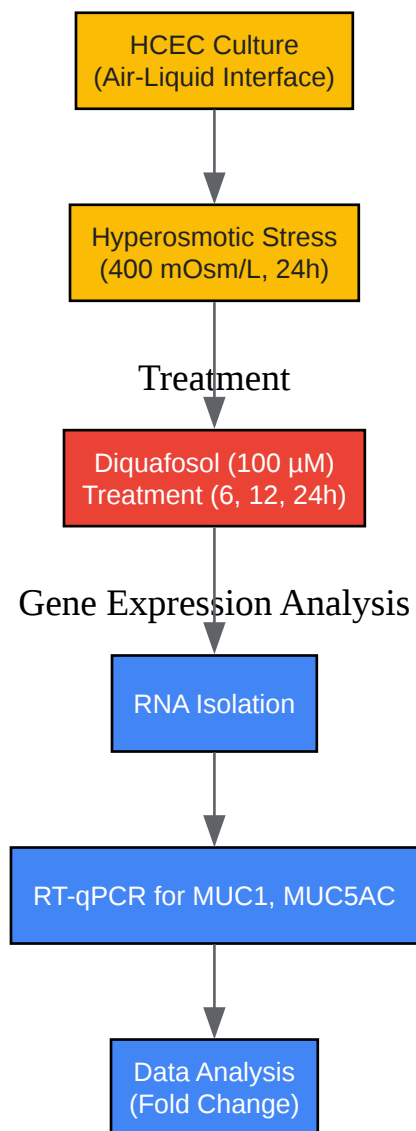 HCEC Culture
(Air-Liquid Interface)
Hyperosmotic Stress
(400 mOsm/L, 24h)
Treatment
Diquafosol (100 µM)
Treatment (6, 12, 24h)
Gene Expression Analysis
RNA Isolation
RT-qPCR for MUC1, MUC5AC
Data Analysis
(Fold Change)